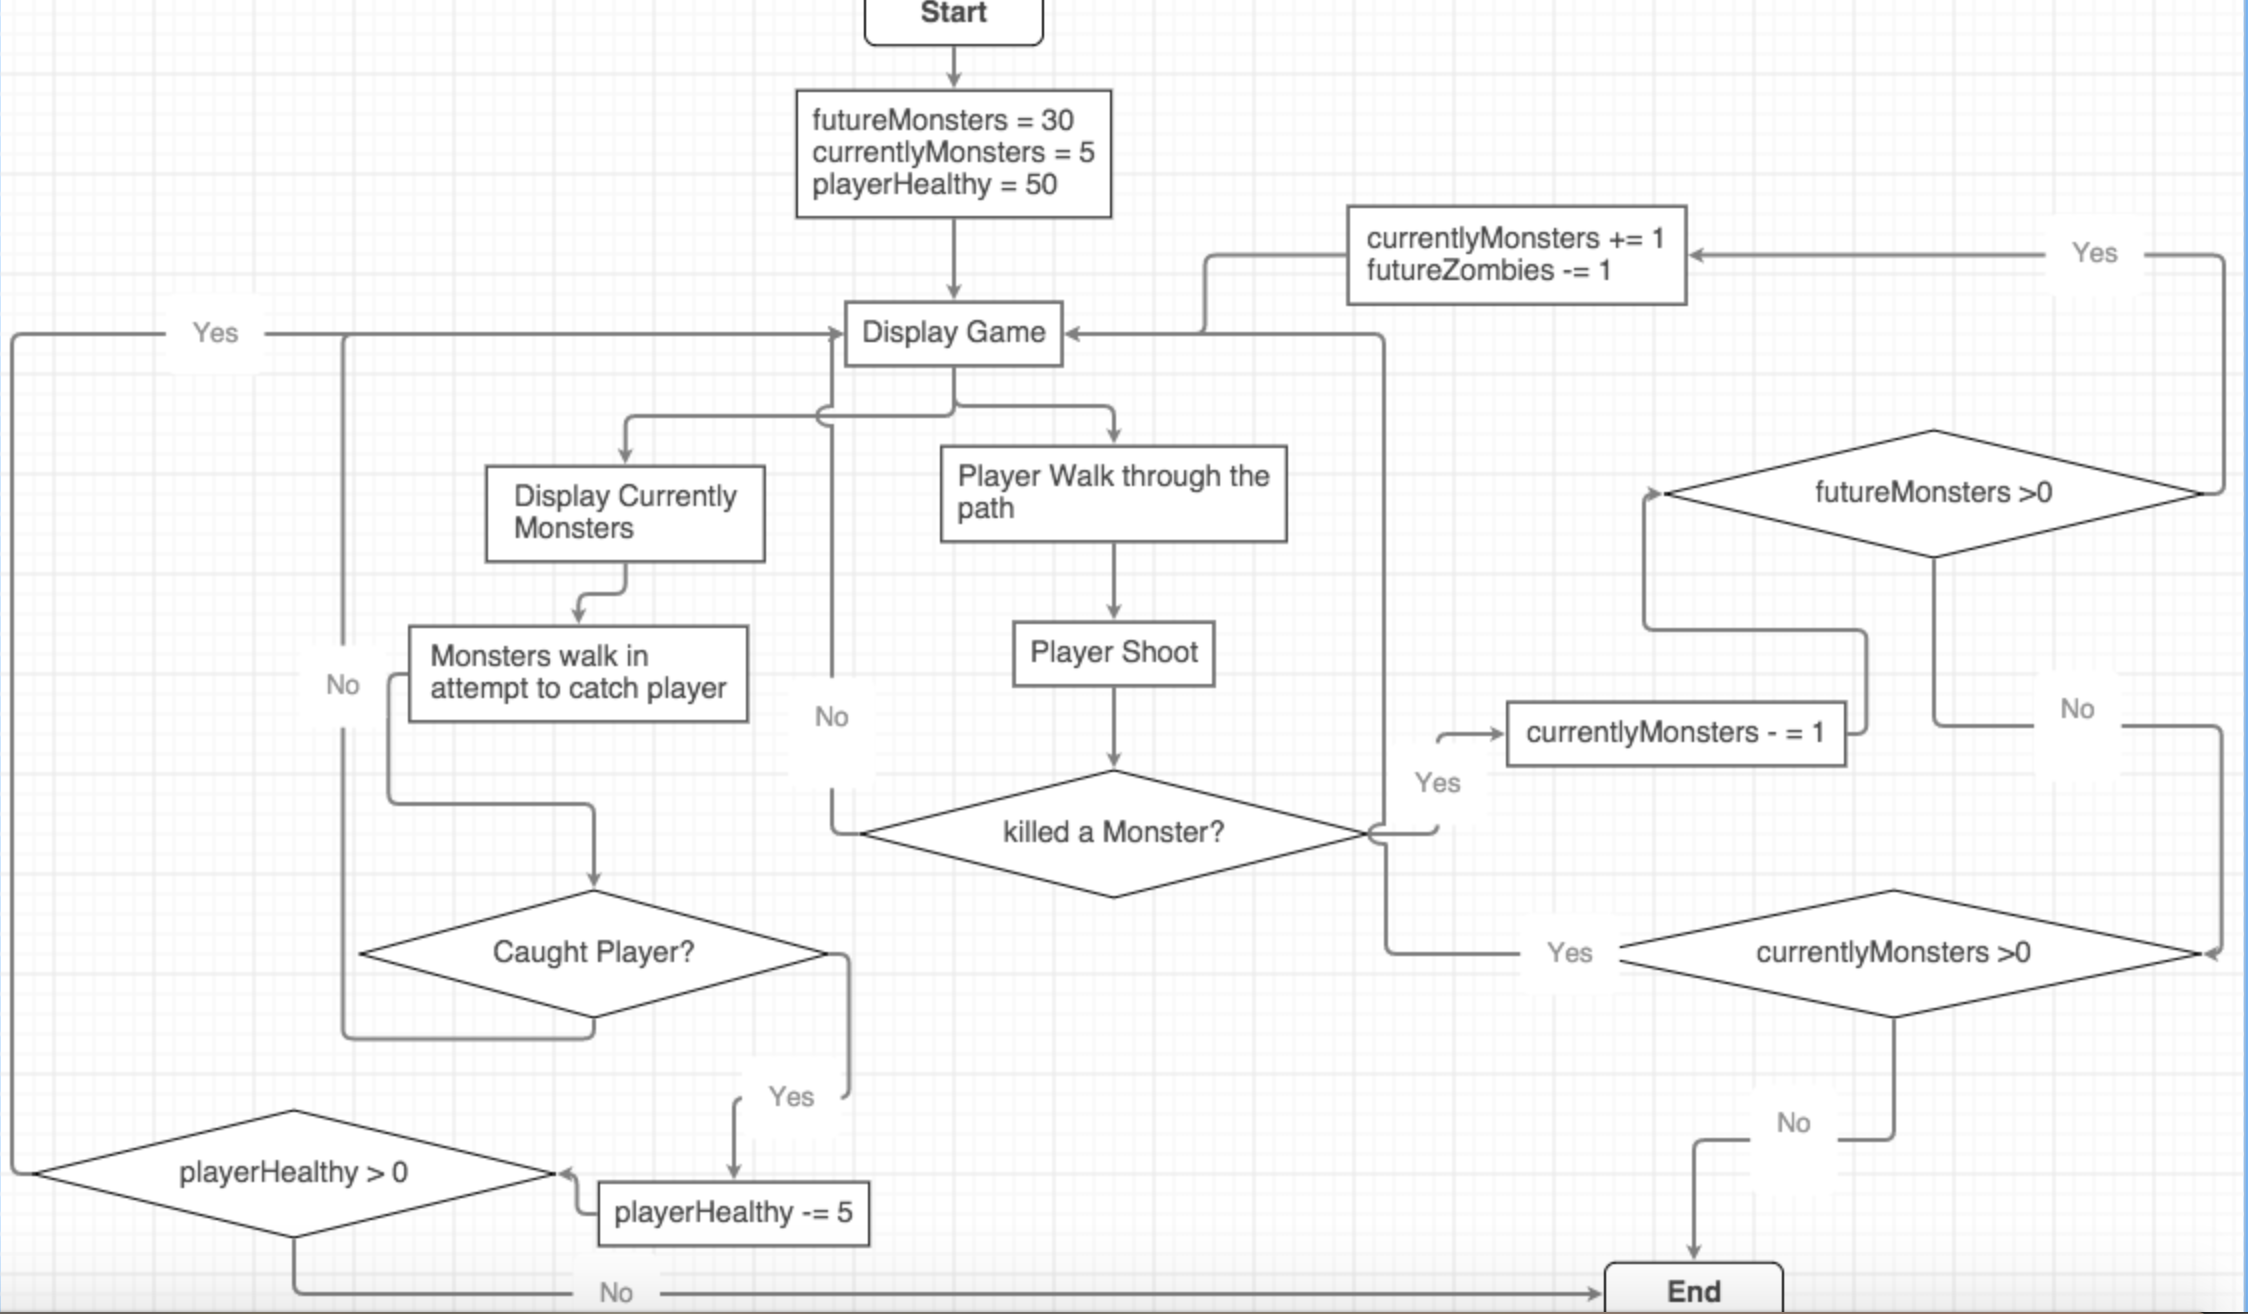 Start
futureMonsters = 30
currentlyMonsters = 5
playerHealthy = 50
currentlyMonsters += 1
futureZombies -= 1
Yes
Yes
Display Game
Display Currently
Monsters
Player Walk through the
path
futureMonsters >0
Monsters walk in
attempt to catch player
No
Player Shoot
No
No
currentlyMonsters - = 1
Yes
killed a Monster?
Caught Player?
Yes
currentlyMonsters >0
Yes
No
playerHealthy > 0
playerHealthy -= 5
No
End